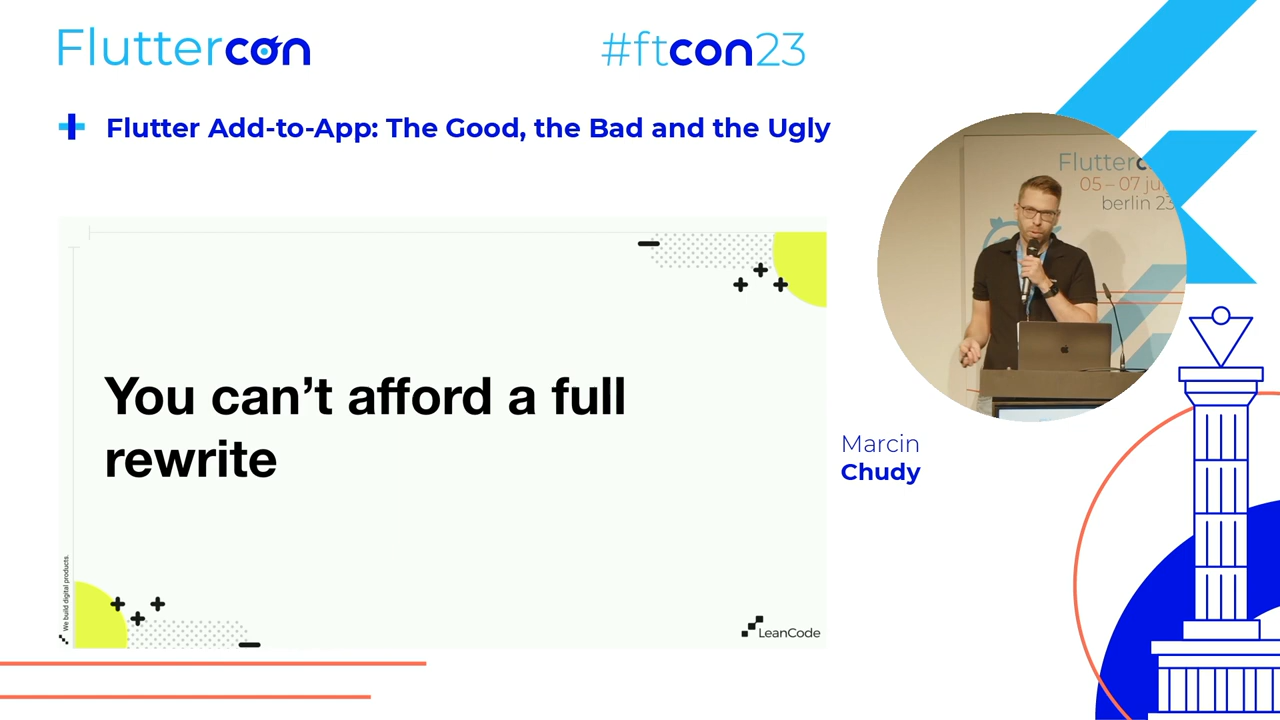 Fluttercon
#ftcon23
Flutter Add-to-App: The Good, the Bad and the Ugly
Flutterc
05 – 07 ju
berlin 23
You can't afford a full
rewrite
Marcin
Chudy
We build digital products.
LeanCode